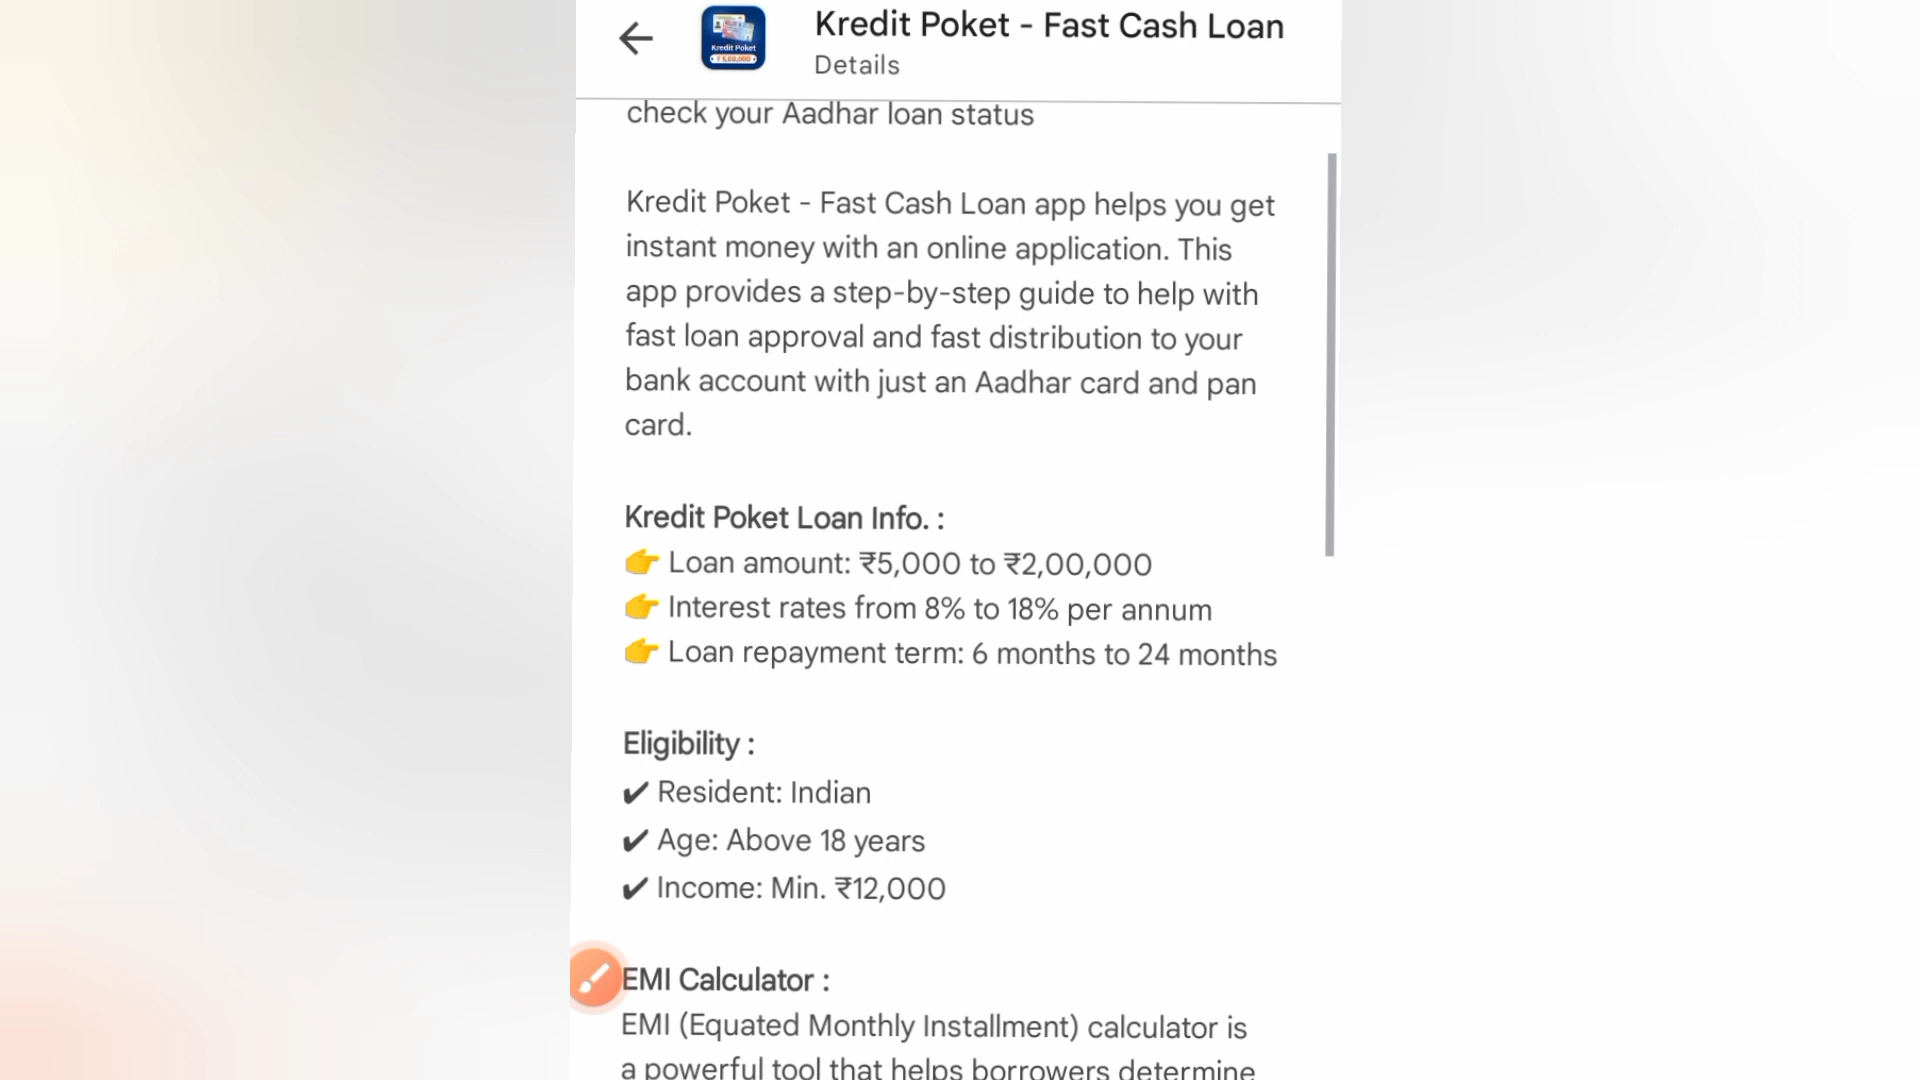 Kredit Poket - Fast Cash Loan
Details
Kredit Poket
₹ 5,00,000
check your Aadhar loan status
Kredit Poket - Fast Cash Loan app helps you get
instant money with an online application. This
app provides a step-by-step guide to help with
fast loan approval and fast distribution to your
bank account with just an Aadhar card and pan
card.
Kredit Poket Loan Info. :
👉 Loan amount: ₹5,000 to ₹2,00,000
👉 Interest rates from 8% to 18% per annum
👉 Loan repayment term: 6 months to 24 months
Eligibility :
✔ Resident: Indian
✔ Age: Above 18 years
✔ Income: Min. ₹12,000
EMI Calculator :
EMI (Equated Monthly Installment) calculator is
a powerful tool that helps borrowers determine